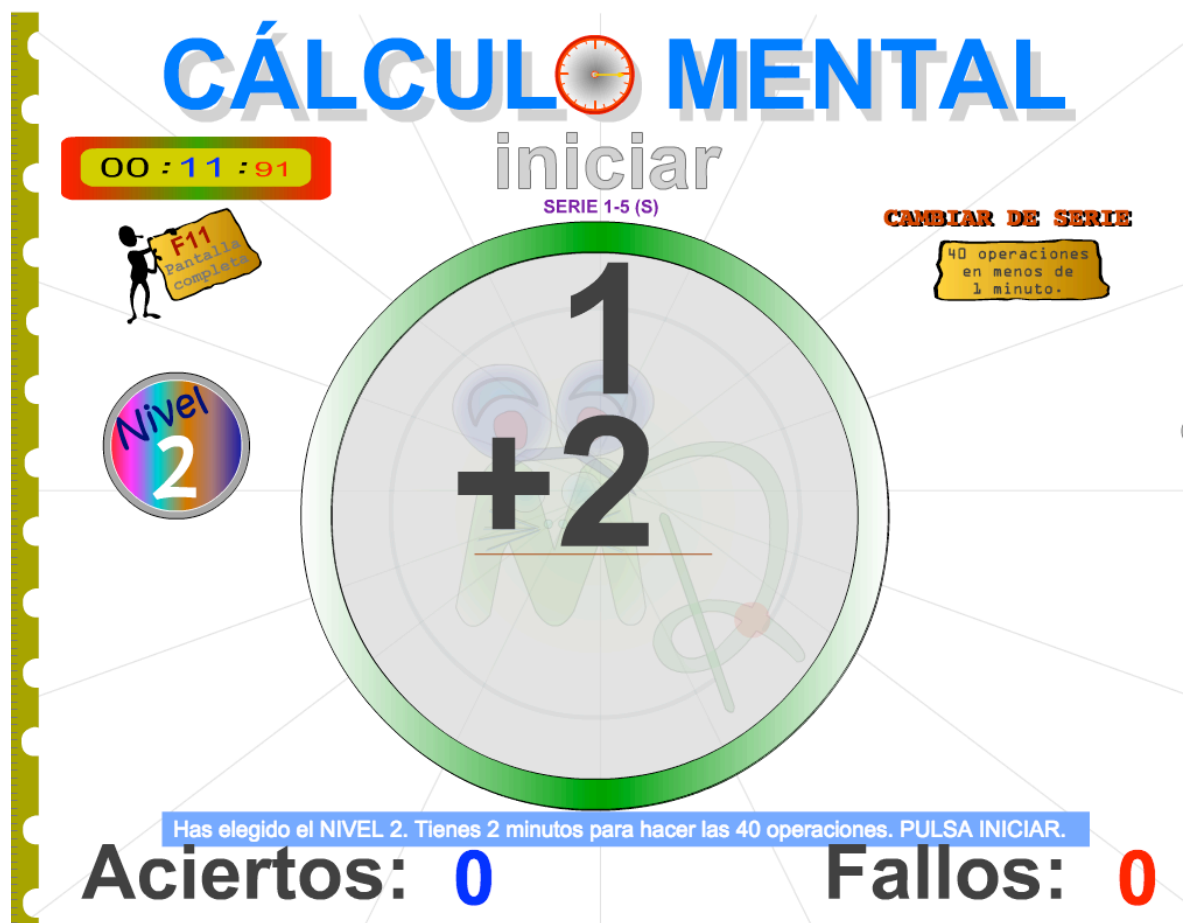 CÁLCULO MENTAL
iniciar
00:11:91
SERIE 1-5 (S)
F11
Pantalla
completa
CAMBIAR DE SERIE
40 operaciones
en menos de
1 minuto.
1
+2
Nivel
2
Has elegido el NIVEL 2. Tienes 2 minutos para hacer las 40 operaciones. PULSA INICIAR.
Aciertos: 0
Fallos: 0